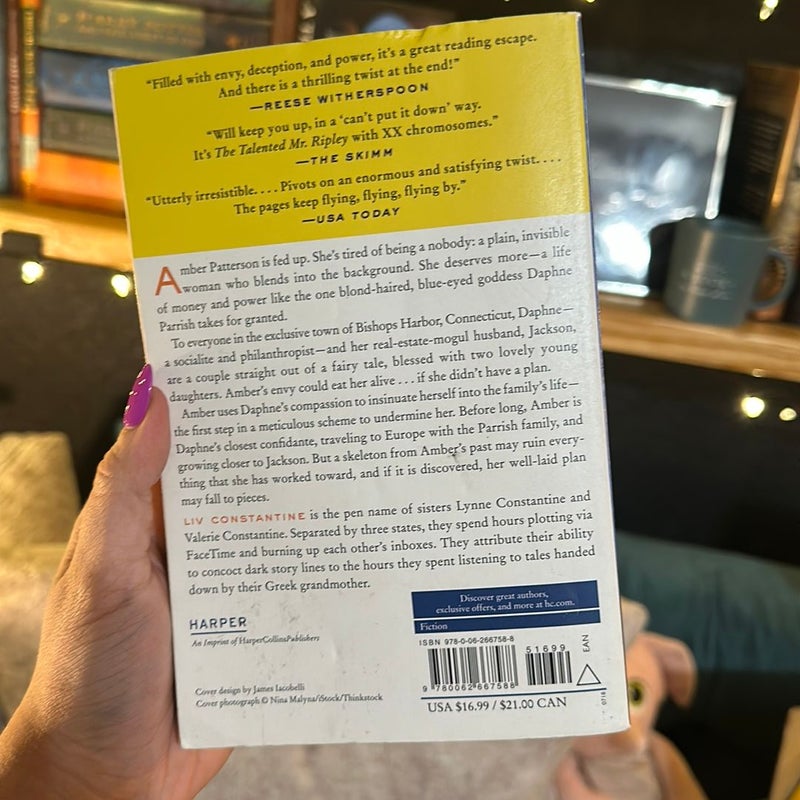 "Filled with envy, deception, and power, it's a great reading escape.
And there is a thrilling twist at the end!"
—REESE WITHERSPOON
"Will keep you up, in a 'can't put it down' way.
It's The Talented Mr. Ripley with XX chromosomes."
—THE SKIMM
"Utterly irresistible. . . . Pivots on an enormous and satisfying twist. . . .
The pages keep flying, flying, flying by."
—USA TODAY
Amber Patterson is fed up. She's tired of being a nobody: a plain, invisible
woman who blends into the background. She deserves more—a life
of money and power like the one blond-haired, blue-eyed goddess Daphne
Parrish takes for granted.
To everyone in the exclusive town of Bishops Harbor, Connecticut, Daphne—
a socialite and philanthropist—and her real-estate-mogul husband, Jackson,
are a couple straight out of a fairy tale, blessed with two lovely young
daughters. Amber's envy could eat her alive . . . if she didn't have a plan.
Amber uses Daphne's compassion to insinuate herself into the family's life—
the first step in a meticulous scheme to undermine her. Before long, Amber is
Daphne's closest confidante, traveling to Europe with the Parrish family, and
growing closer to Jackson. But a skeleton from Amber's past may ruin every-
thing that she has worked toward, and if it is discovered, her well-laid plan
may fall to pieces.
LIV CONSTANTINE is the pen name of sisters Lynne Constantine and
Valerie Constantine. Separated by three states, they spend hours plotting via
FaceTime and burning up each other's inboxes. They attribute their ability
to concoct dark story lines to the hours they spent listening to tales handed
down by their Greek grandmother.
HARPER
An Imprint of HarperCollinsPublishers
Discover great authors,
exclusive offers, and more at hc.com.
Fiction
ISBN 978-0-06-266758-8
51699
EAN
9 780062 667588
USA $16.99 / $21.00 CAN
0718
Cover design by James Iacobelli
Cover photograph © Nina Malyna/iStock/Thinkstock